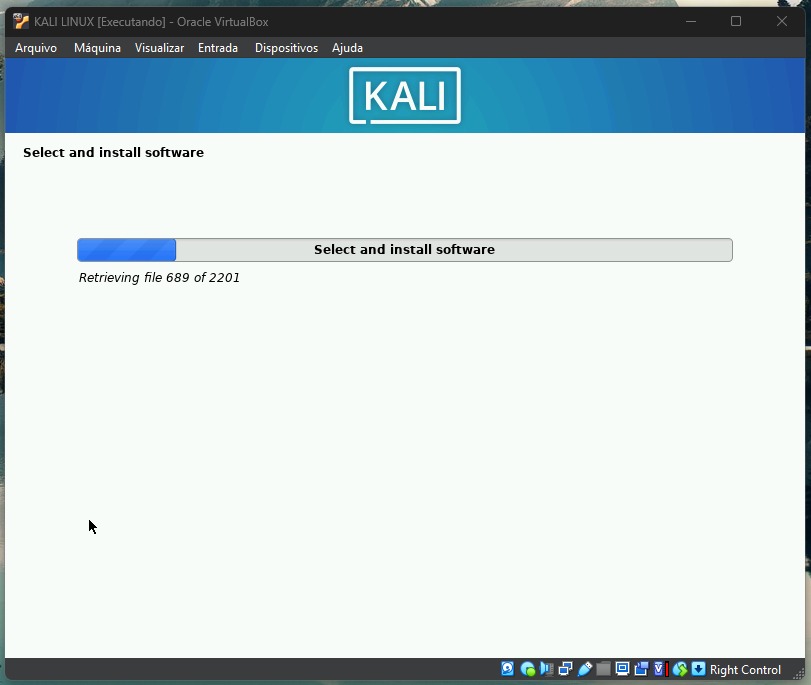 KALI LINUX [Executando] - Oracle VirtualBox
Arquivo Máquina Visualizar Entrada Dispositivos Ajuda
KALI
Select and install software
Select and install software
Retrieving file 689 of 2201
Right Control